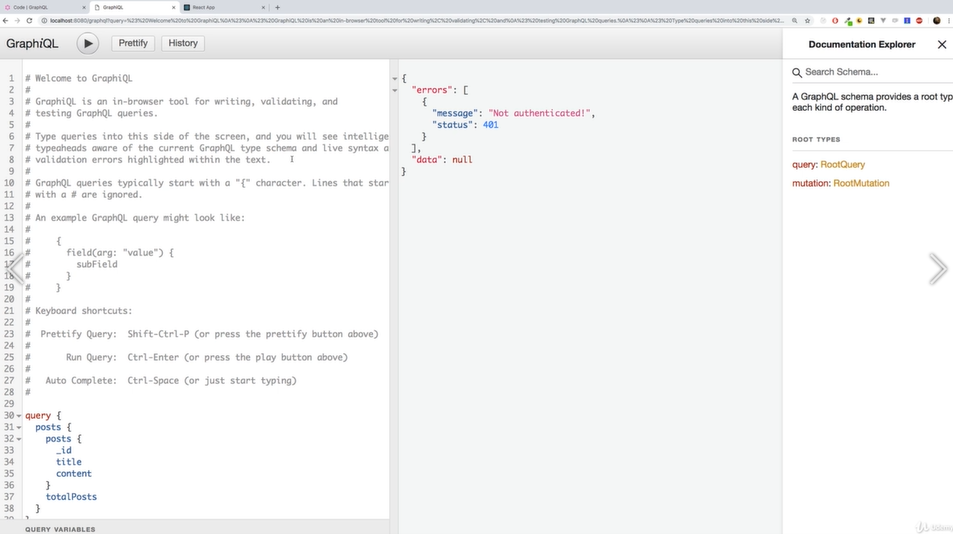 Code | GraphQL
GraphiQL
React App
localhost:8080/graphql?query=%23%20Welcome%20to%20GraphiQL%0A%23%0A%23%20GraphiQL%20is%20an%20in-browser%20tool%20for%20writing%2C%20validating%2C%20and%0A%23%20testing%20GraphQL%20queries.%0A%23%0A%23%20Type%20queries%20into%20this%20side%20...
GraphiQL
Prettify
History
Documentation Explorer
1 # Welcome to GraphiQL
2 #
3 # GraphiQL is an in-browser tool for writing, validating, and
4 # testing GraphQL queries.
5 #
6 # Type queries into this side of the screen, and you will see intellige
7 # typeaheads aware of the current GraphQL type schema and live syntax a
8 # validation errors highlighted within the text.
9 #
10 # GraphQL queries typically start with a "{" character. Lines that star
11 # with a # are ignored.
12 #
13 # An example GraphQL query might look like:
14 #
15 #     {
16 #       field(arg: "value") {
17 #         subField
18 #       }
19 #     }
20 #
21 # Keyboard shortcuts:
22 #
23 #  Prettify Query:  Shift-Ctrl-P (or press the prettify button above)
24 #
25 #       Run Query:  Ctrl-Enter (or press the play button above)
26 #
27 #   Auto Complete:  Ctrl-Space (or just start typing)
28 #
29
30 query {
31   posts {
32     posts {
33       _id
34       title
35       content
36     }
37     totalPosts
38   }
QUERY VARIABLES
{
  "errors": [
    {
      "message": "Not authenticated!",
      "status": 401
    }
  ],
  "data": null
}
Search Schema...
A GraphQL schema provides a root typ
each kind of operation.
ROOT TYPES
query: RootQuery
mutation: RootMutation